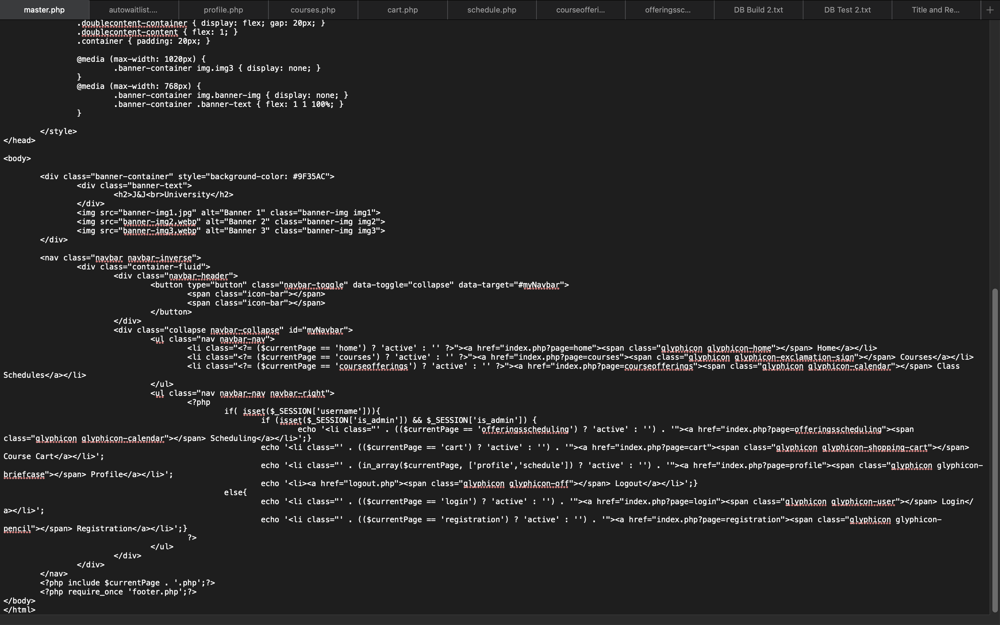 master.php
autowaitlist....
profile.php
courses.php
cart.php
schedule.php
courseofferi...
offeringssc...
DB Build 2.txt
DB Test 2.txt
Title and Re...
.doublecontent-container { display: flex; gap: 20px; }
.doublecontent-content { flex: 1; }
.container { padding: 20px; }
@media (max-width: 1020px) {
.banner-container img.img3 { display: none; }
}
@media (max-width: 768px) {
.banner-container img.banner-img { display: none; }
.banner-container .banner-text { flex: 1 1 100%; }
}
</style>
</head>
<body>
<div class="banner-container" style="background-color: #9F35AC">
<div class="banner-text">
<h2>J&J<br>University</h2>
</div>
<img src="banner-img1.jpg" alt="Banner 1" class="banner-img img1">
<img src="banner-img2.webp" alt="Banner 2" class="banner-img img2">
<img src="banner-img3.webp" alt="Banner 3" class="banner-img img3">
</div>
<nav class="navbar navbar-inverse">
<div class="container-fluid">
<div class="navbar-header">
<button type="button" class="navbar-toggle" data-toggle="collapse" data-target="#myNavbar">
<span class="icon-bar"></span>
<span class="icon-bar"></span>
</button>
</div>
<div class="collapse navbar-collapse" id="myNavbar">
<ul class="nav navbar-nav">
<li class="<?= ($currentPage == 'home') ? 'active' : '' ?>"><a href="index.php?page=home"><span class="glyphicon glyphicon-home"></span> Home</a></li>
<li class="<?= ($currentPage == 'courses') ? 'active' : '' ?>"><a href="index.php?page=courses"><span class="glyphicon glyphicon-exclamation-sign"></span> Courses</a></li>
<li class="<?= ($currentPage == 'courseofferings') ? 'active' : '' ?>"><a href="index.php?page=courseofferings"><span class="glyphicon glyphicon-calendar"></span> Class
Schedules</a></li>
</ul>
<ul class="nav navbar-nav navbar-right">
<?php
if( isset($_SESSION['username'])){
if (isset($_SESSION['is_admin']) && $_SESSION['is_admin']) {
echo '<li class="' . (($currentPage == 'offeringsscheduling') ? 'active' : '') . '"><a href="index.php?page=offeringsscheduling"><span
class="glyphicon glyphicon-calendar"></span> Scheduling</a></li>';}
echo '<li class="' . (($currentPage == 'cart') ? 'active' : '') . '"><a href="index.php?page=cart"><span class="glyphicon glyphicon-shopping-cart"></span>
Course Cart</a></li>';
echo '<li class="' . (in_array($currentPage, ['profile','schedule']) ? 'active' : '') . '"><a href="index.php?page=profile"><span class="glyphicon glyphicon-
briefcase"></span> Profile</a></li>';
echo '<li><a href="logout.php"><span class="glyphicon glyphicon-off"></span> Logout</a></li>';}
else{
echo '<li class="' . (($currentPage == 'login') ? 'active' : '') . '"><a href="index.php?page=login"><span class="glyphicon glyphicon-user"></span> Login</
a></li>';
echo '<li class="' . (($currentPage == 'registration') ? 'active' : '') . '"><a href="index.php?page=registration"><span class="glyphicon glyphicon-
pencil"></span> Registration</a></li>';}
?>
</ul>
</div>
</div>
</nav>
<?php include $currentPage . '.php';?>
<?php require_once 'footer.php';?>
</body>
</html>